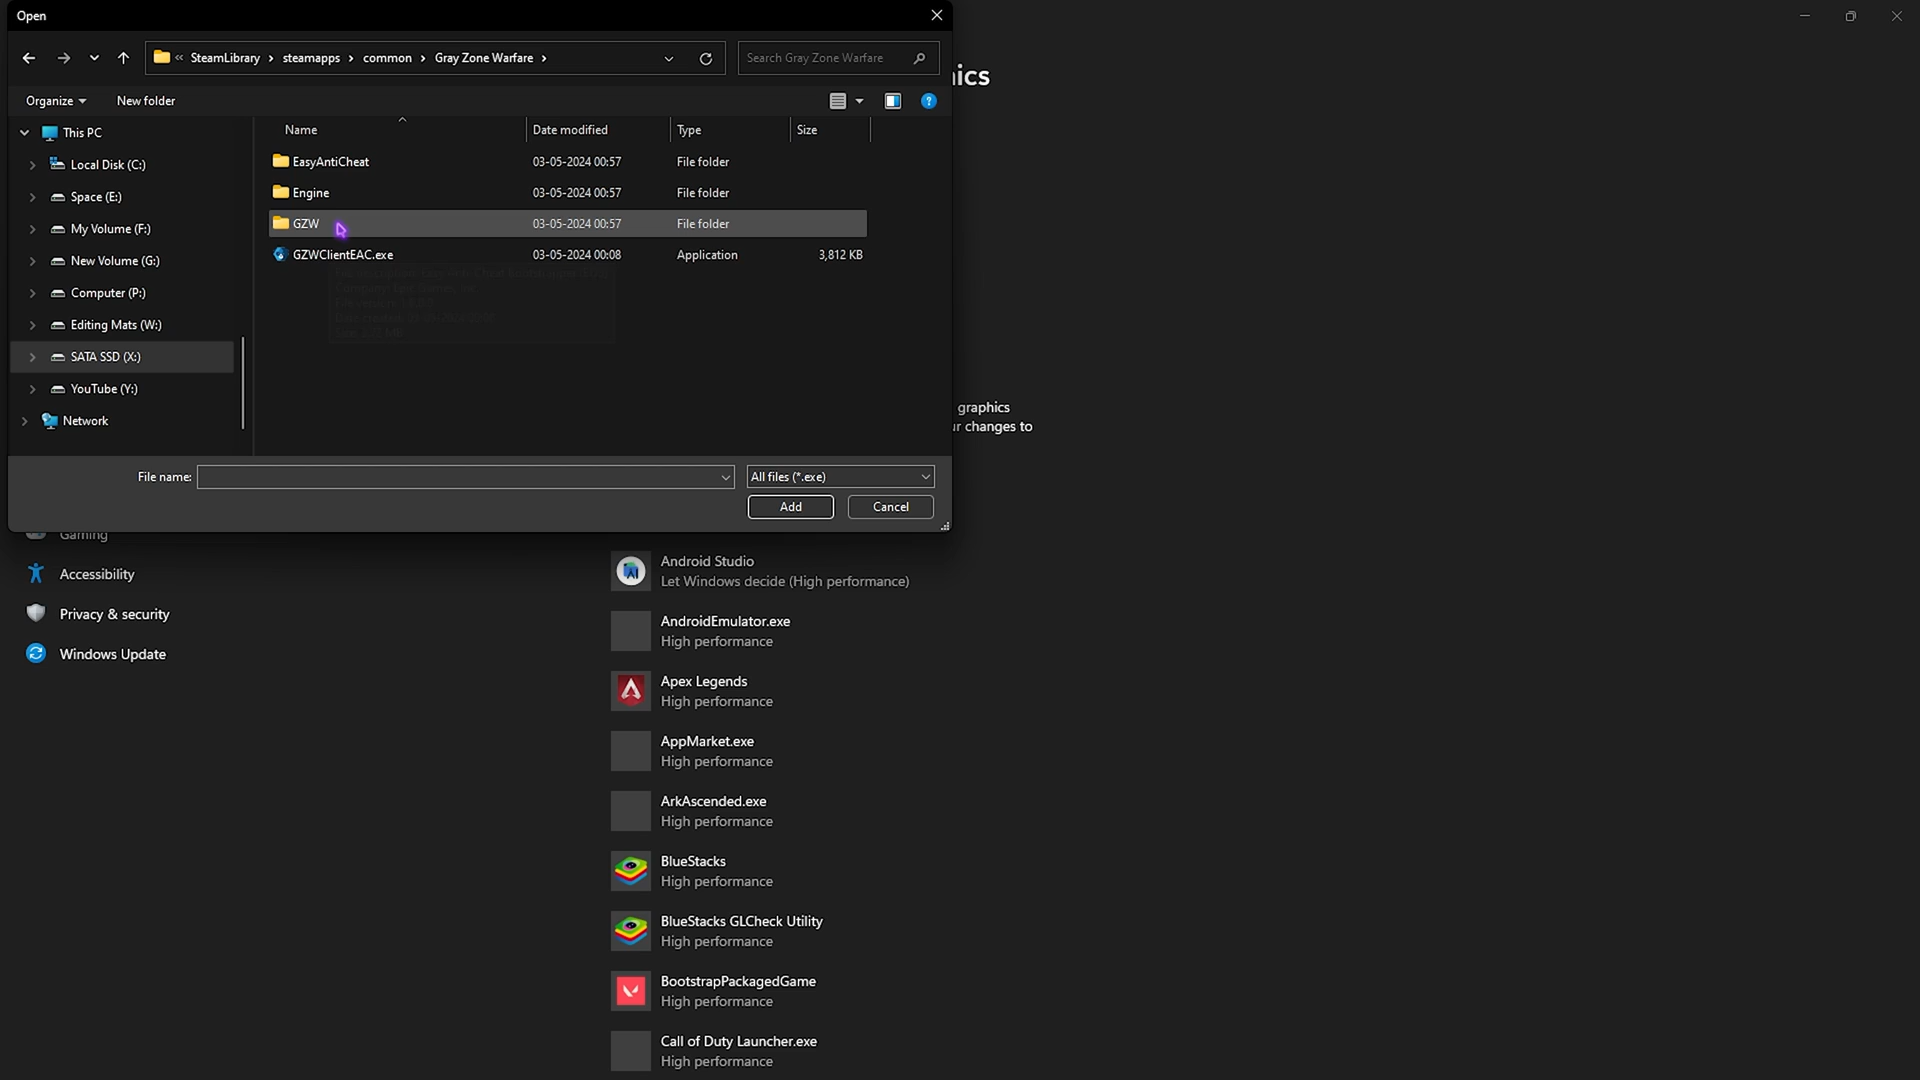 Open
SteamLibrary > steamapps > common > Gray Zone Warfare >
Search Gray Zone Warfare
ics
Organize
New folder
This PC
Name
Date modified
Type
Size
Local Disk (C:)
EasyAntiCheat
03-05-2024 00:57
File folder
Space (E:)
Engine
03-05-2024 00:57
File folder
My Volume (F:)
GZW
03-05-2024 00:57
File folder
New Volume (G:)
GZWClientEAC.exe
03-05-2024 00:08
Application
3,812 KB
Computer (P:)
Editing Mats (W:)
SATA SSD (X:)
YouTube (Y:)
Network
graphics
ur changes to
File name:
All files (*.exe)
Add
Cancel
Gaming
Accessibility
Privacy & security
Windows Update
Android Studio
Let Windows decide (High performance)
AndroidEmulator.exe
High performance
Apex Legends
High performance
AppMarket.exe
High performance
ArkAscended.exe
High performance
BlueStacks
High performance
BlueStacks GLCheck Utility
High performance
BootstrapPackagedGame
High performance
Call of Duty Launcher.exe
High performance